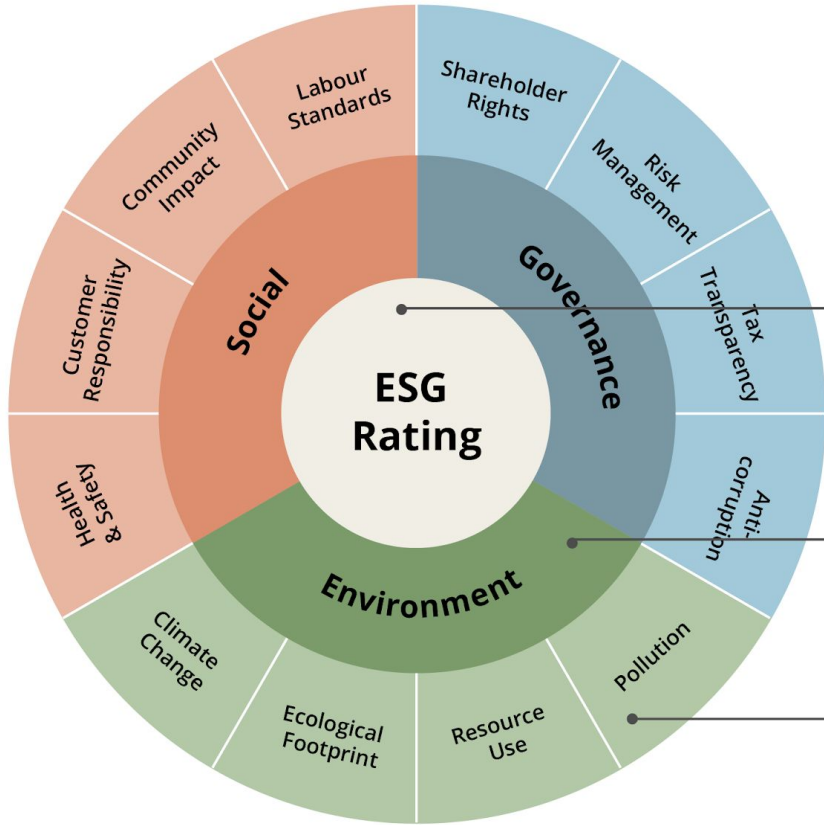 Labour
Standards
Shareholder
Rights
Community
Impact
Risk
Management
Customer
Responsibility
Social
Governance
Tax
Transparency
ESG
Rating
Health
& Safety
Anti-
corruption
Environment
Climate
Change
Pollution
Ecological
Footprint
Resource
Use